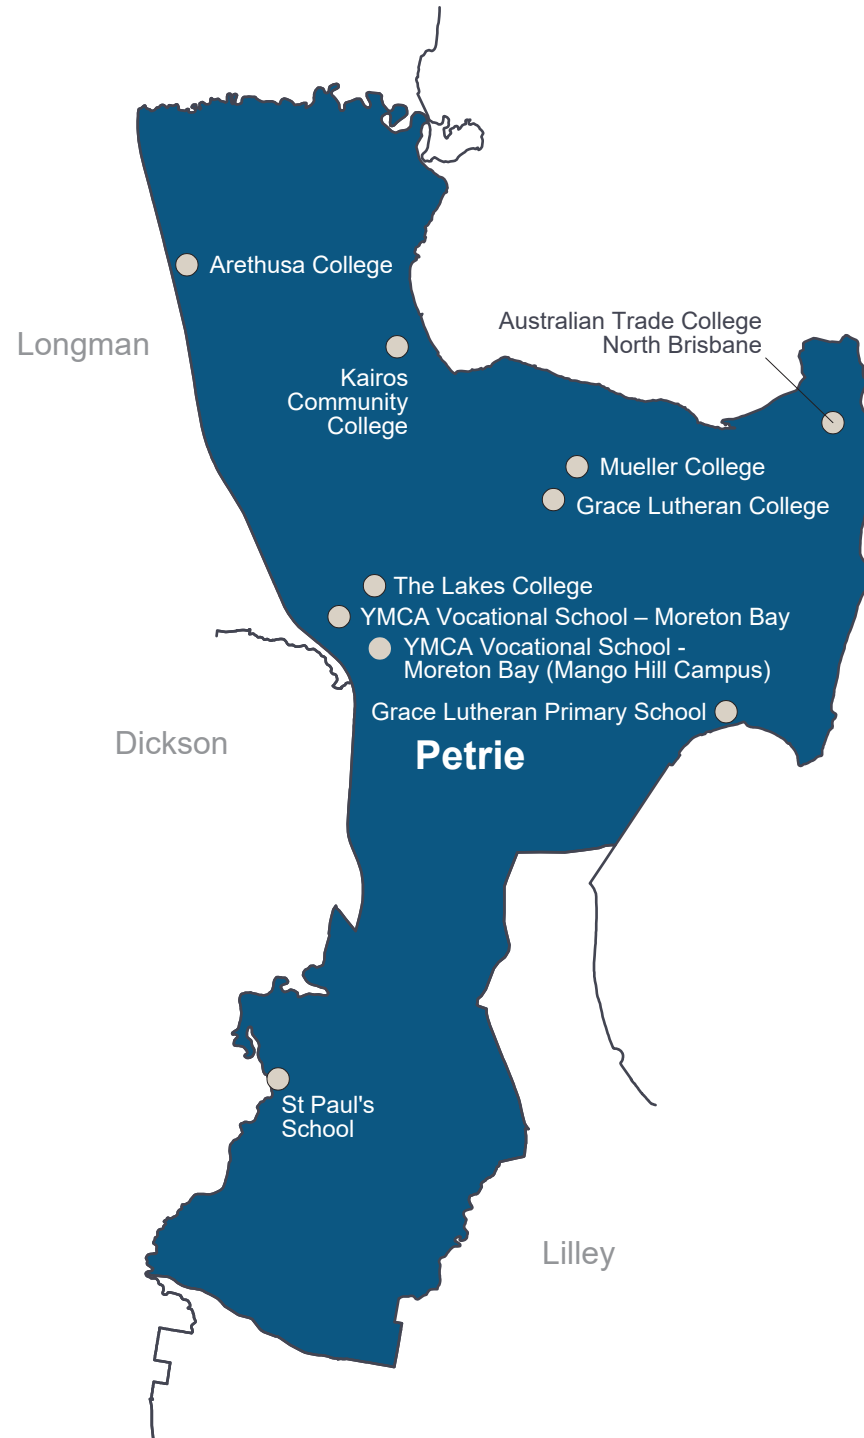 Arethusa College
Longman
Australian Trade College
North Brisbane
Kairos
Community
College
Mueller College
Grace Lutheran College
The Lakes College
YMCA Vocational School – Moreton Bay
YMCA Vocational School -
Moreton Bay (Mango Hill Campus)
Grace Lutheran Primary School
Dickson
Petrie
St Paul's
School
Lilley